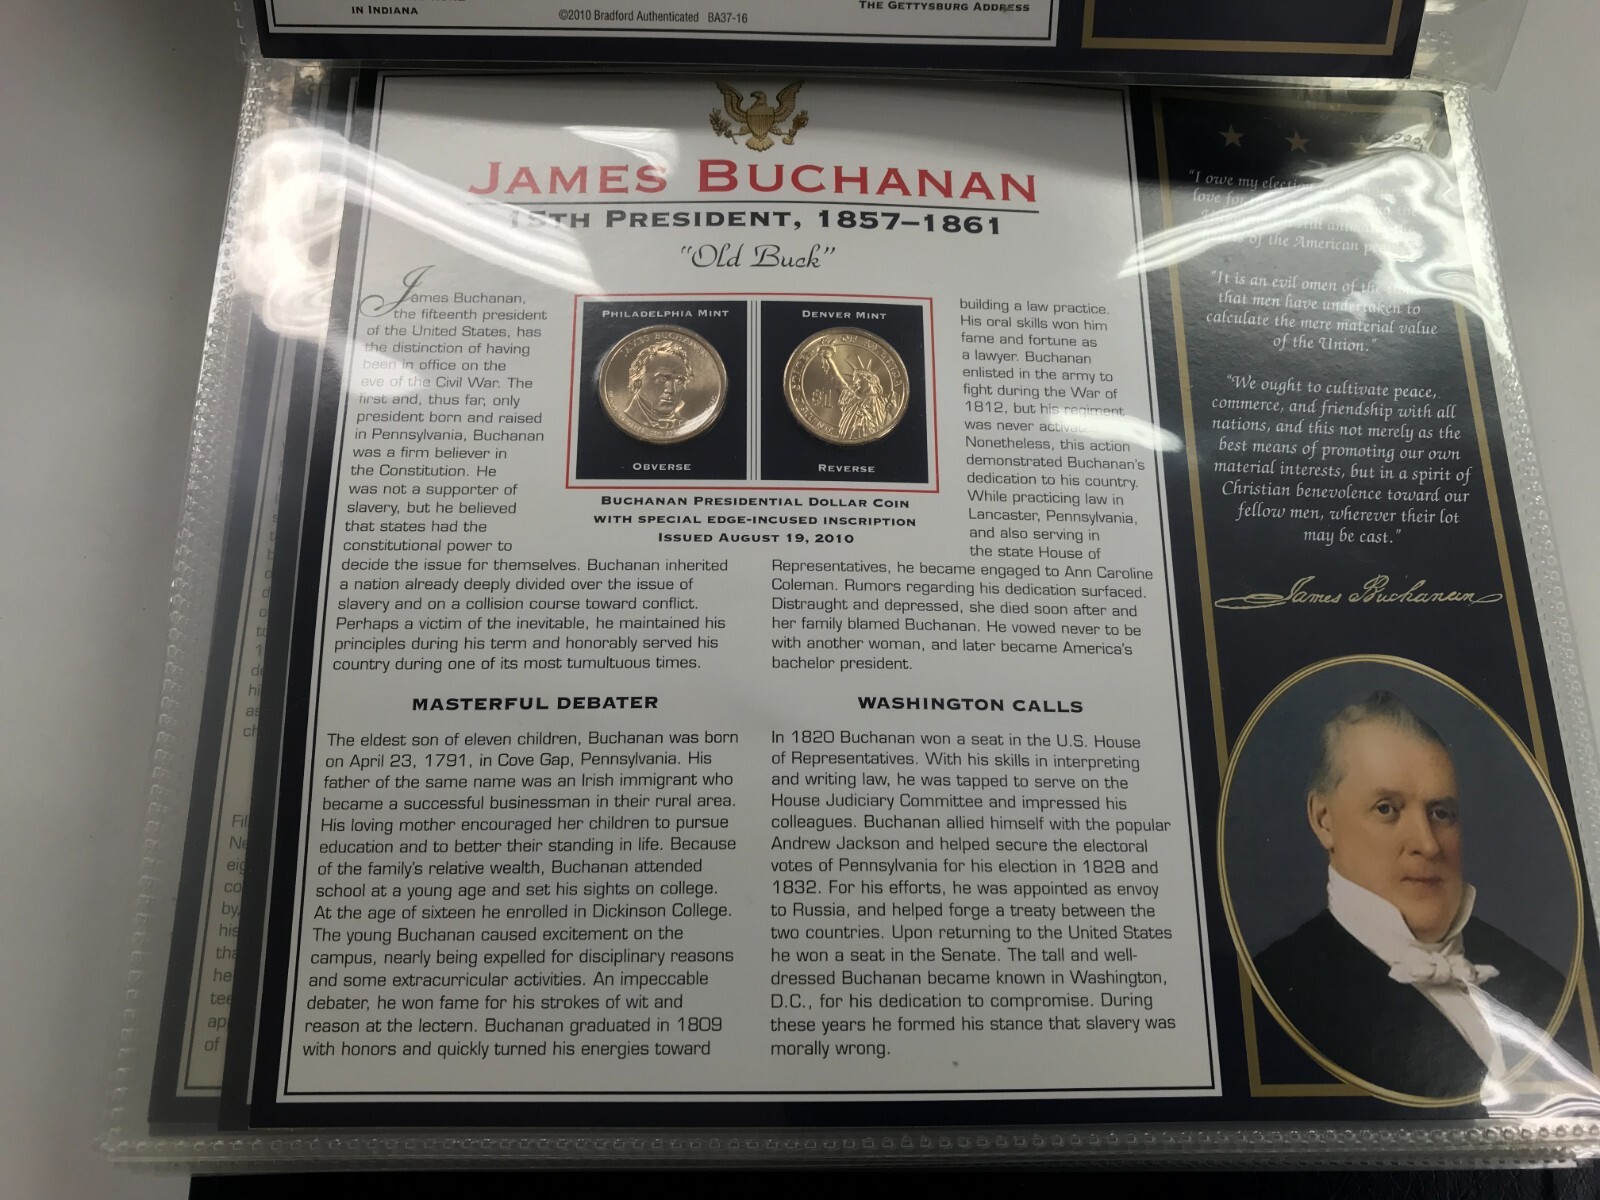 IN INDIANA
©2010 Bradford Authenticated BA37-16
THE GETTYSBURG ADDRESS
JAMES BUCHANAN
15TH PRESIDENT, 1857–1861
"Old Buck"
James Buchanan,
the fifteenth president
of the United States, has
the distinction of having
been in office on the
eve of the Civil War. The
first and, thus far, only
president born and raised
in Pennsylvania, Buchanan
was a firm believer in
the Constitution. He
was not a supporter of
slavery, but he believed
that states had the
constitutional power to
decide the issue for themselves. Buchanan inherited
a nation already deeply divided over the issue of
slavery and on a collision course toward conflict.
Perhaps a victim of the inevitable, he maintained his
principles during his term and honorably served his
country during one of its most tumultuous times.
PHILADELPHIA MINT
JAMES BUCHANAN
OBVERSE
DENVER MINT
$1
REVERSE
BUCHANAN PRESIDENTIAL DOLLAR COIN
WITH SPECIAL EDGE-INCUSED INSCRIPTION
ISSUED AUGUST 19, 2010
MASTERFUL DEBATER
The eldest son of eleven children, Buchanan was born
on April 23, 1791, in Cove Gap, Pennsylvania. His
father of the same name was an Irish immigrant who
became a successful businessman in their rural area.
His loving mother encouraged her children to pursue
education and to better their standing in life. Because
of the family's relative wealth, Buchanan attended
school at a young age and set his sights on college.
At the age of sixteen he enrolled in Dickinson College.
The young Buchanan caused excitement on the
campus, nearly being expelled for disciplinary reasons
and some extracurricular activities. An impeccable
debater, he won fame for his strokes of wit and
reason at the lectern. Buchanan graduated in 1809
with honors and quickly turned his energies toward
building a law practice.
His oral skills won him
fame and fortune as
a lawyer. Buchanan
enlisted in the army to
fight during the War of
1812, but his regiment
was never
Nonetheless, this action
demonstrated Buchanan's
dedication to his country.
While practicing law in
Lancaster, Pennsylvania,
and also serving in
the state House of
Representatives, he became engaged to Ann Caroline
Coleman. Rumors regarding his dedication surfaced.
Distraught and depressed, she died soon after and
her family blamed Buchanan. He vowed never to be
with another woman, and later became America's
bachelor president.
WASHINGTON CALLS
In 1820 Buchanan won a seat in the U.S. House
of Representatives. With his skills in interpreting
and writing law, he was tapped to serve on the
House Judiciary Committee and impressed his
colleagues. Buchanan allied himself with the popular
Andrew Jackson and helped secure the electoral
votes of Pennsylvania for his election in 1828 and
1832. For his efforts, he was appointed as envoy
to Russia, and helped forge a treaty between the
two countries. Upon returning to the United States
he won a seat in the Senate. The tall and well-
dressed Buchanan became known in Washington,
D.C., for his dedication to compromise. During
these years he formed his stance that slavery was
morally wrong.
"I owe my
love for
of the American
"It is an evil omen of the
that men have undertaken to
calculate the mere material value
of the Union."
"We ought to cultivate peace,
commerce, and friendship with all
nations, and this not merely as the
best means of promoting our own
material interests, but in a spirit of
Christian benevolence toward our
fellow men, wherever their lot
may be cast."
James Buchanan